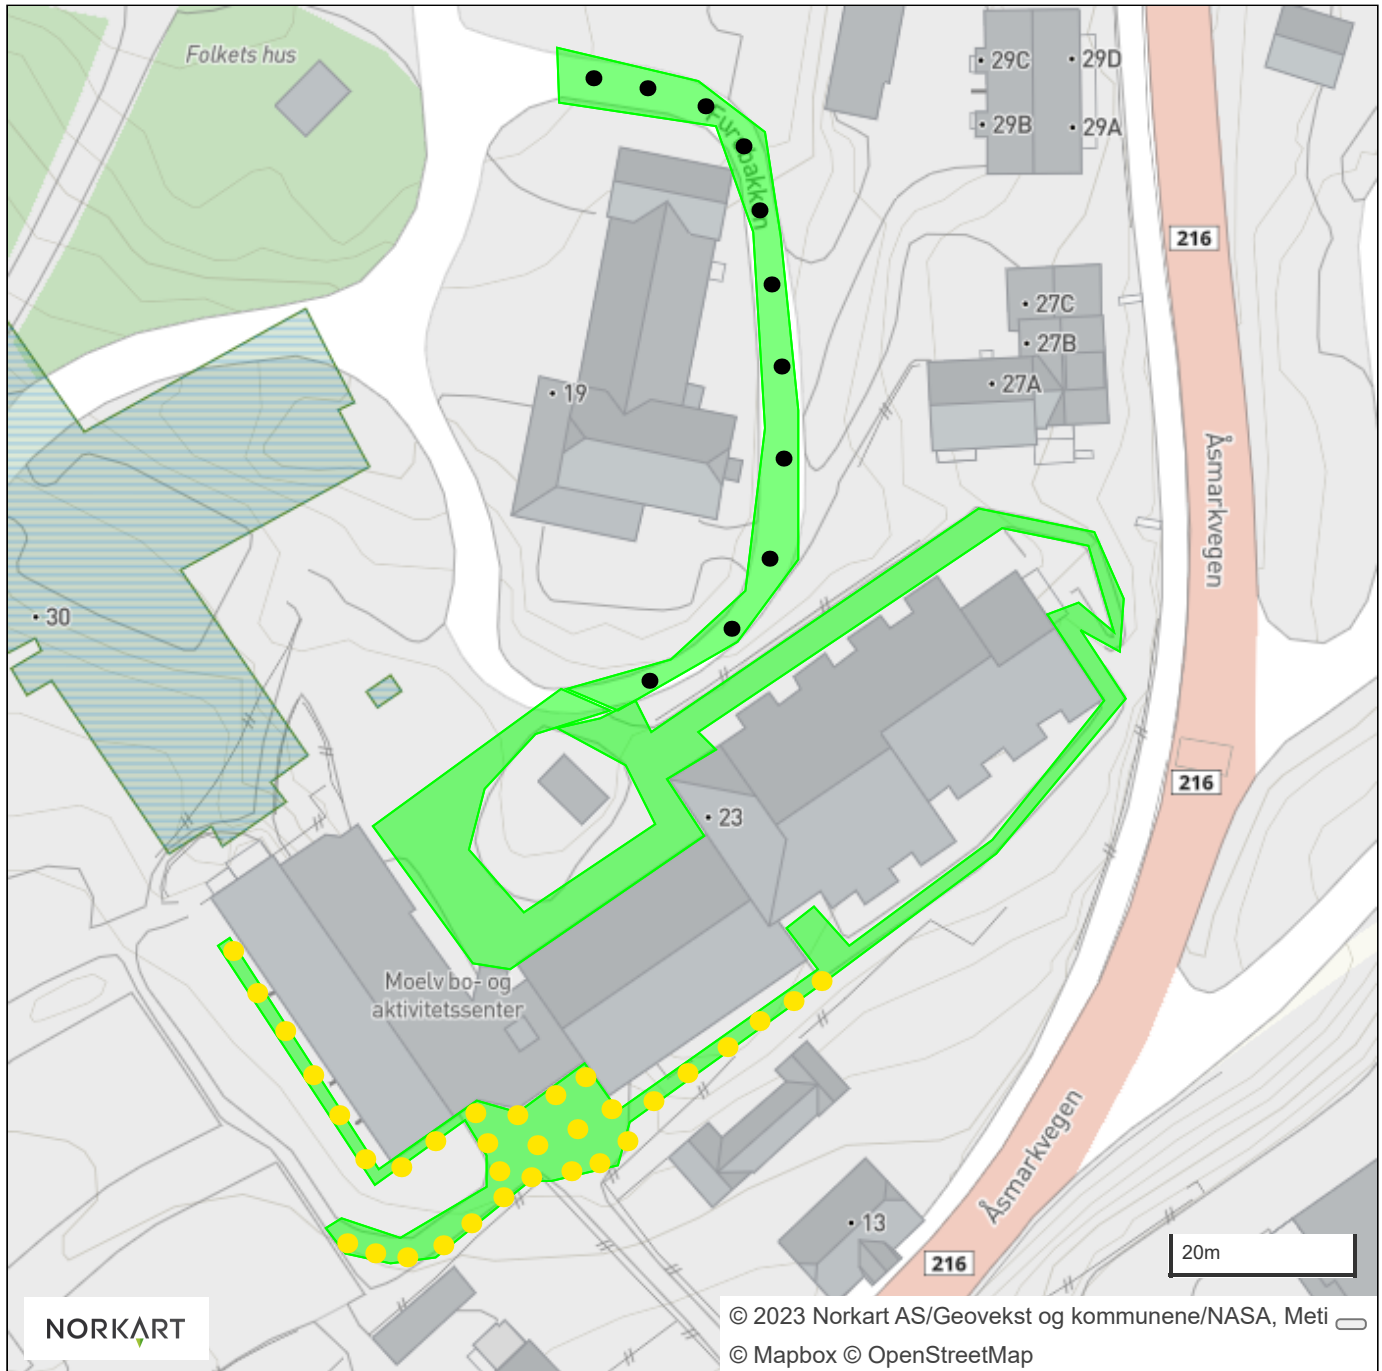 Folkets hus
29C
29D
29B
29A
Furubakken
216
27C
27B
27A
19
Åsmarkvegen
30
216
23
Moelv bo- og
aktivitetssenter
Åsmarkvegen
13
216
20m
NORKART
© 2023 Norkart AS/Geovekst og kommunene/NASA, Meti
© Mapbox © OpenStreetMap